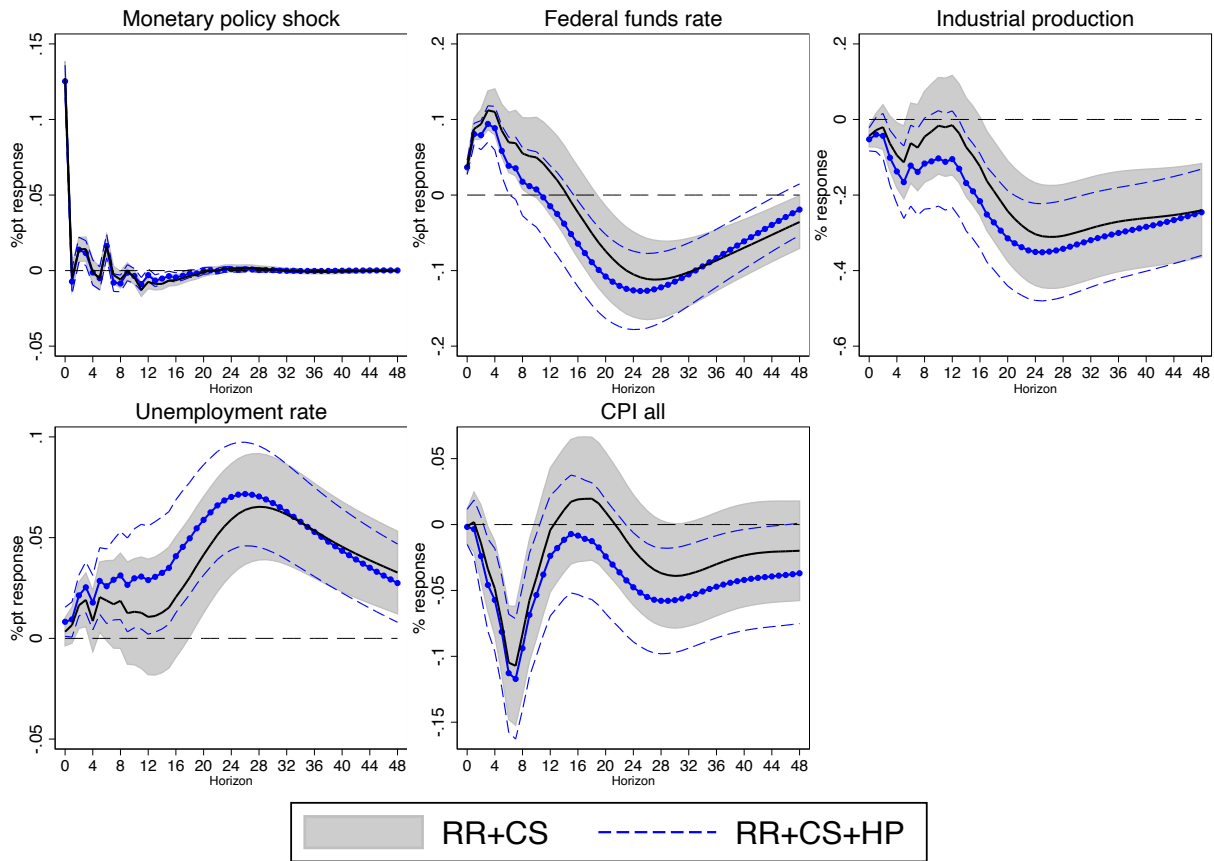 Monetary policy shock
%pt response
.15
.1
.05
0
-.05
0 4 8 12 16 20 24 28 32 36 40 44 48
Horizon
Federal funds rate
%pt response
.2
.1
0
-.1
-.2
0 4 8 12 16 20 24 28 32 36 40 44 48
Horizon
Industrial production
% response
.2
0
-.2
-.4
-.6
0 4 8 12 16 20 24 28 32 36 40 44 48
Horizon
Unemployment rate
%pt response
.1
.05
0
-.05
0 4 8 12 16 20 24 28 32 36 40 44 48
Horizon
CPI all
% response
.05
0
-.05
-.1
-.15
0 4 8 12 16 20 24 28 32 36 40 44 48
Horizon
RR+CS
RR+CS+HP